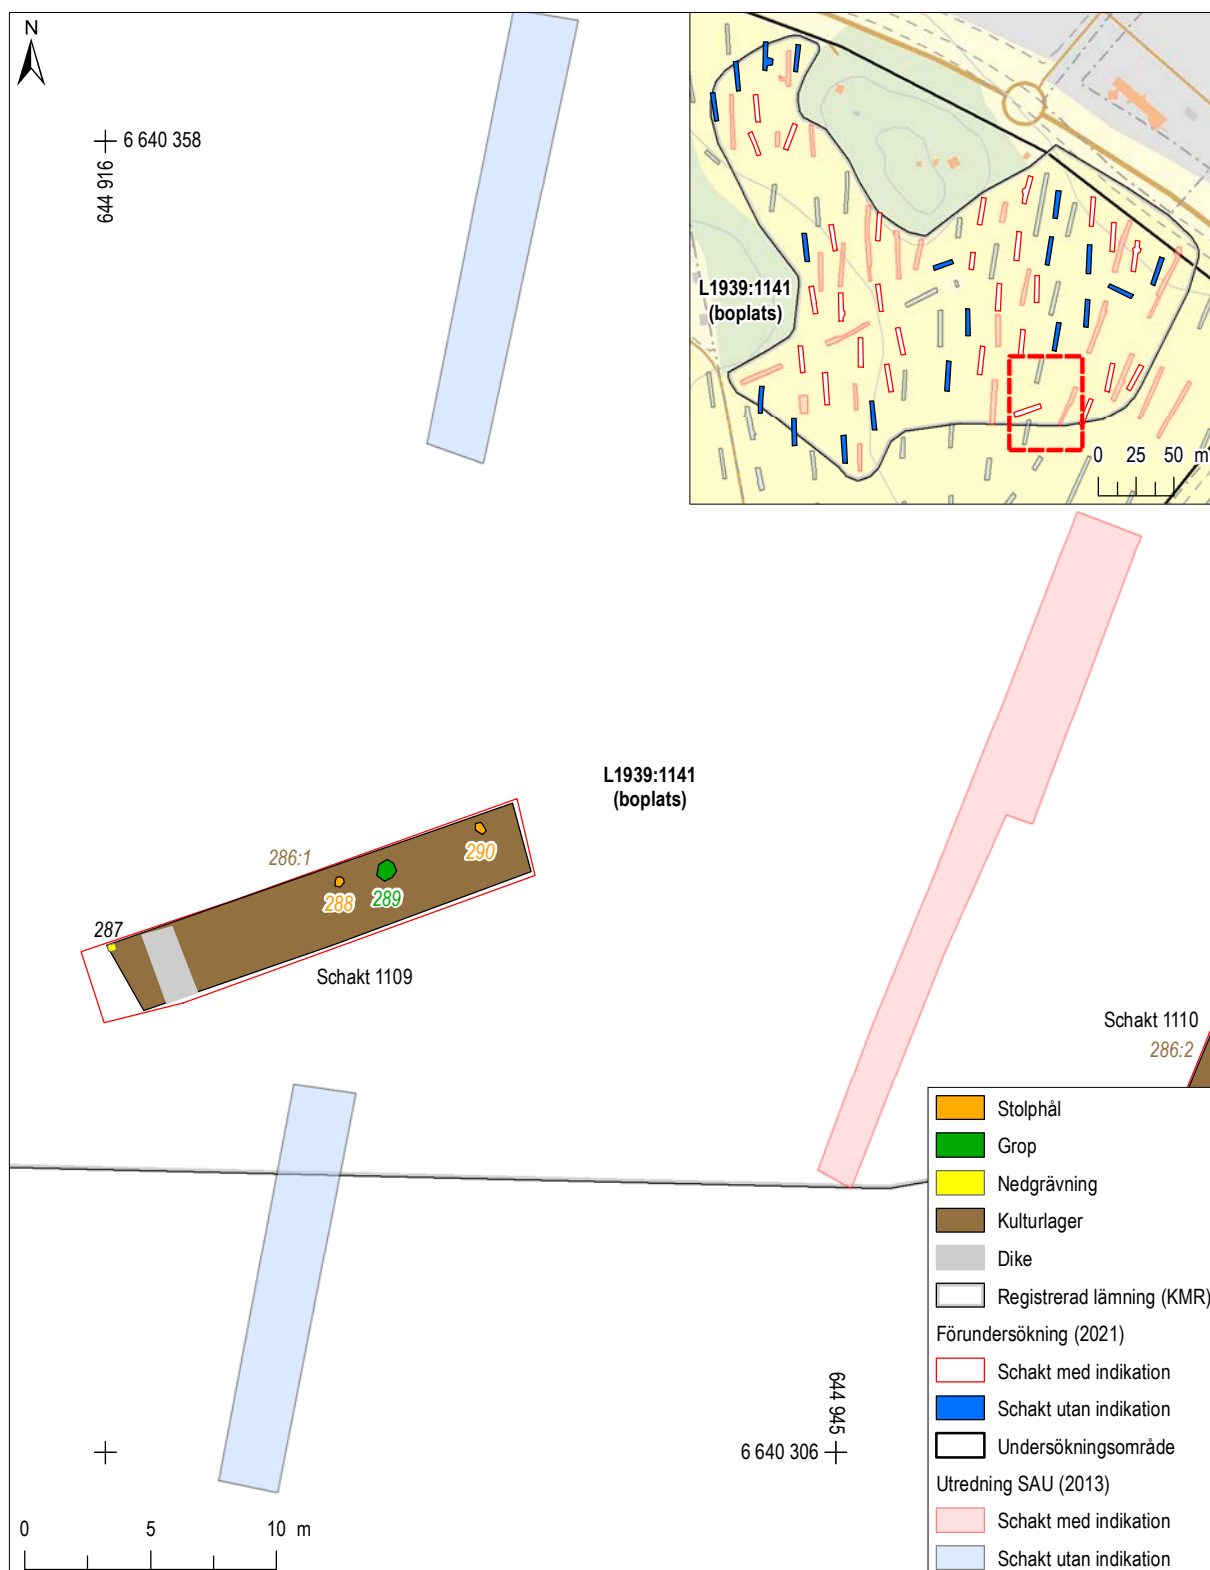 N
6 640 358
644 916
L1939:1141
(boplats)
0 25 50 m
L1939:1141
(boplats)
286:1
290
288
289
287
Schakt 1109
Schakt 1110
286:2
644 945
6 640 306
0 5 10 m
Stolphål
Grop
Nedgrävning
Kulturlager
Dike
Registrerad lämning (KMR)
Förundersökning (2021)
Schakt med indikation
Schakt utan indikation
Undersökningsområde
Utredning SAU (2013)
Schakt med indikation
Schakt utan indikation